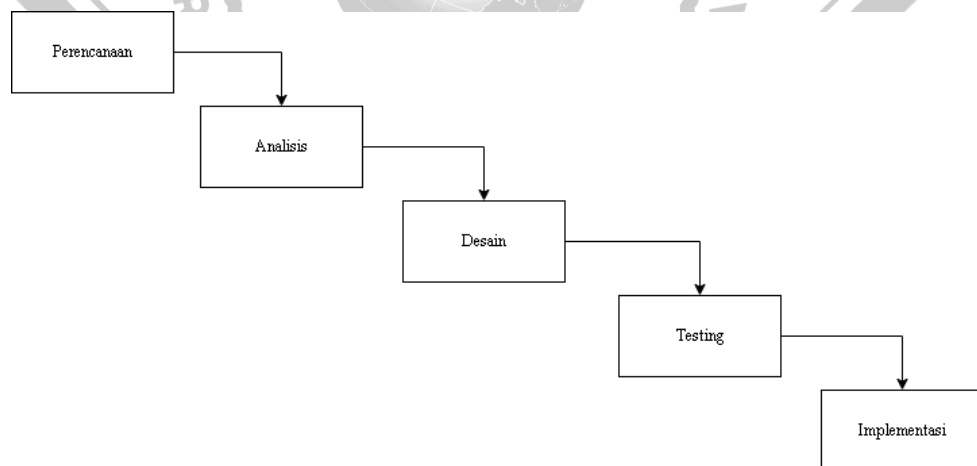 Perencanaan
Analisis
Desain
Testing
Implementasi